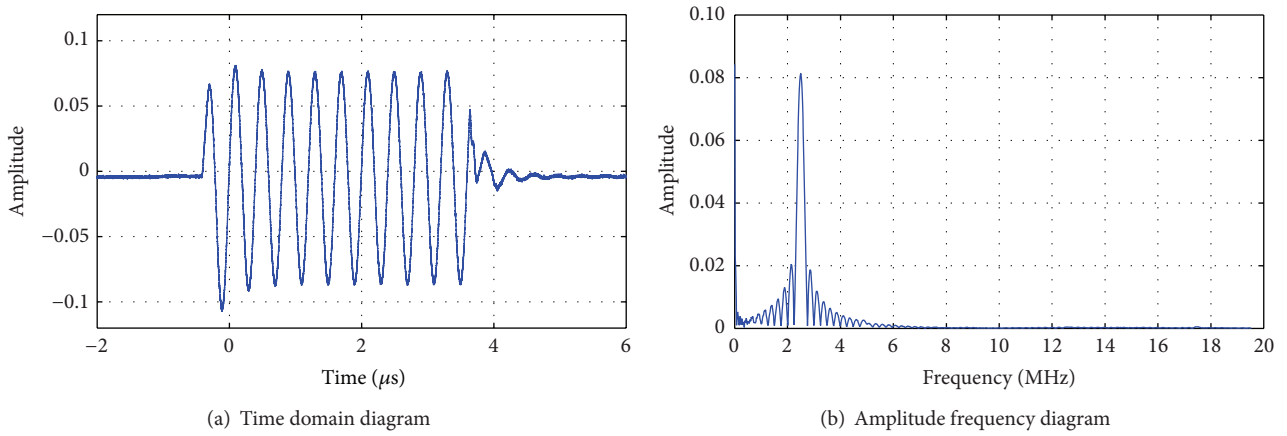 0.1
0.05
0
−0.05
−0.1
Amplitude
−2 0 2 4 6
Time (μs)
(a) Time domain diagram
0.10
0.08
0.06
0.04
0.02
0
Amplitude
0 2 4 6 8 10 12 14 16 18 20
Frequency (MHz)
(b) Amplitude frequency diagram